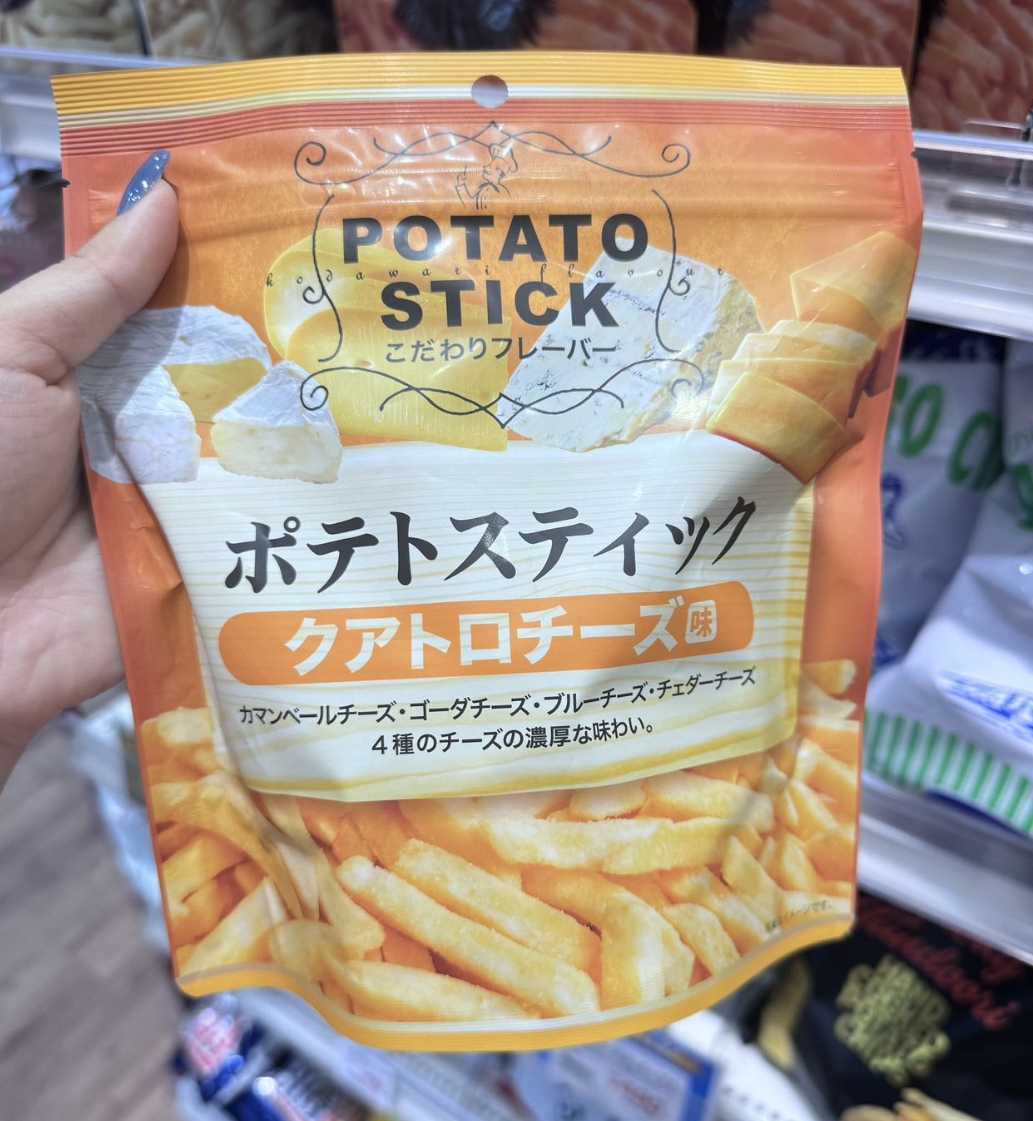 POTATO
kodawari flavour
STICK
こだわりフレーバー
ポテトスティック
クアトロチーズ味
カマンベールチーズ・ゴーダチーズ・ブルーチーズ・チェダーチーズ
4種のチーズの濃厚な味わい。